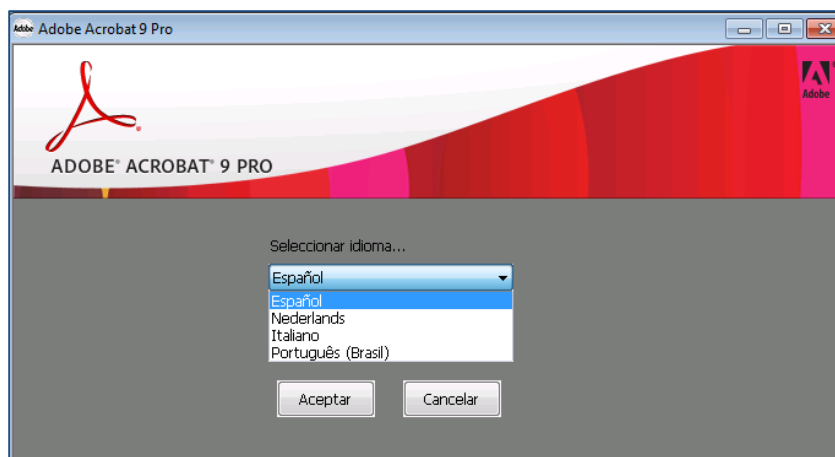 Adobe Adobe Acrobat 9 Pro
Adobe
ADOBE® ACROBAT® 9 PRO
Seleccionar idioma...
Español
Español
Nederlands
Italiano
Português (Brasil)
Aceptar Cancelar